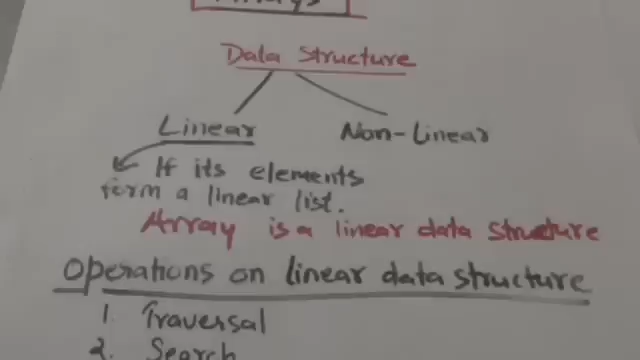 Arrays
Data Structure
Linear Non-Linear
If its elements
form a linear list.
Array is a linear data structure
Operations on linear data structure
1. Traversal
2. Search